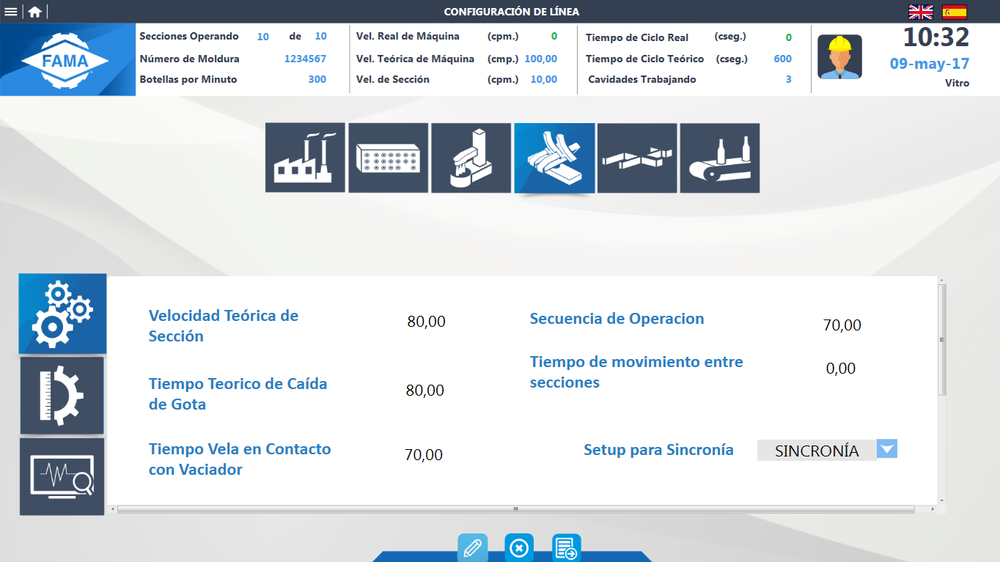 CONFIGURACIÓN DE LÍNEA
FAMA
Secciones Operando 10 de 10
Número de Moldura 1234567
Botellas por Minuto 300
Vel. Real de Máquina (cpm.) 0
Vel. Teórica de Máquina (cmp.) 100,00
Vel. de Sección (cpm.) 10,00
Tiempo de Ciclo Real (cseg.) 0
Tiempo de Ciclo Teórico (cseg.) 600
Cavidades Trabajando 3
10:32
09-may-17
Vitro
Velocidad Teórica de
Sección
80,00
Tiempo Teorico de Caída
de Gota
80,00
Tiempo Vela en Contacto
con Vaciador
70,00
Secuencia de Operacion
70,00
Tiempo de movimiento entre
secciones
0,00
Setup para Sincronía SINCRONÍA